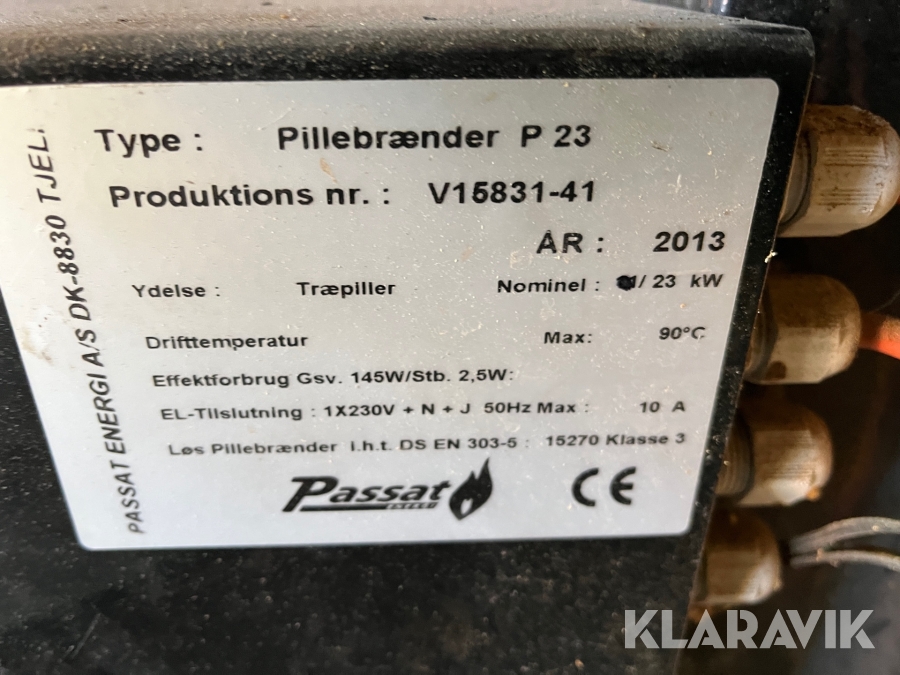 PASSAT ENERGI A/S DK-8830 TJEL.
Type : Pillebrænder P 23
Produktions nr. : V15831-41
ÅR : 2013
Ydelse : Træpiller Nominel : / 23 kW
Drifttemperatur Max: 90°C
Effektforbrug Gsv. 145W/Stb. 2,5W:
EL-Tilslutning : 1X230V + N + J 50Hz Max : 10 A
Løs Pillebrænder i.h.t. DS EN 303-5 : 15270 Klasse 3
Passat
ENERGI
CE
KLARAVIK